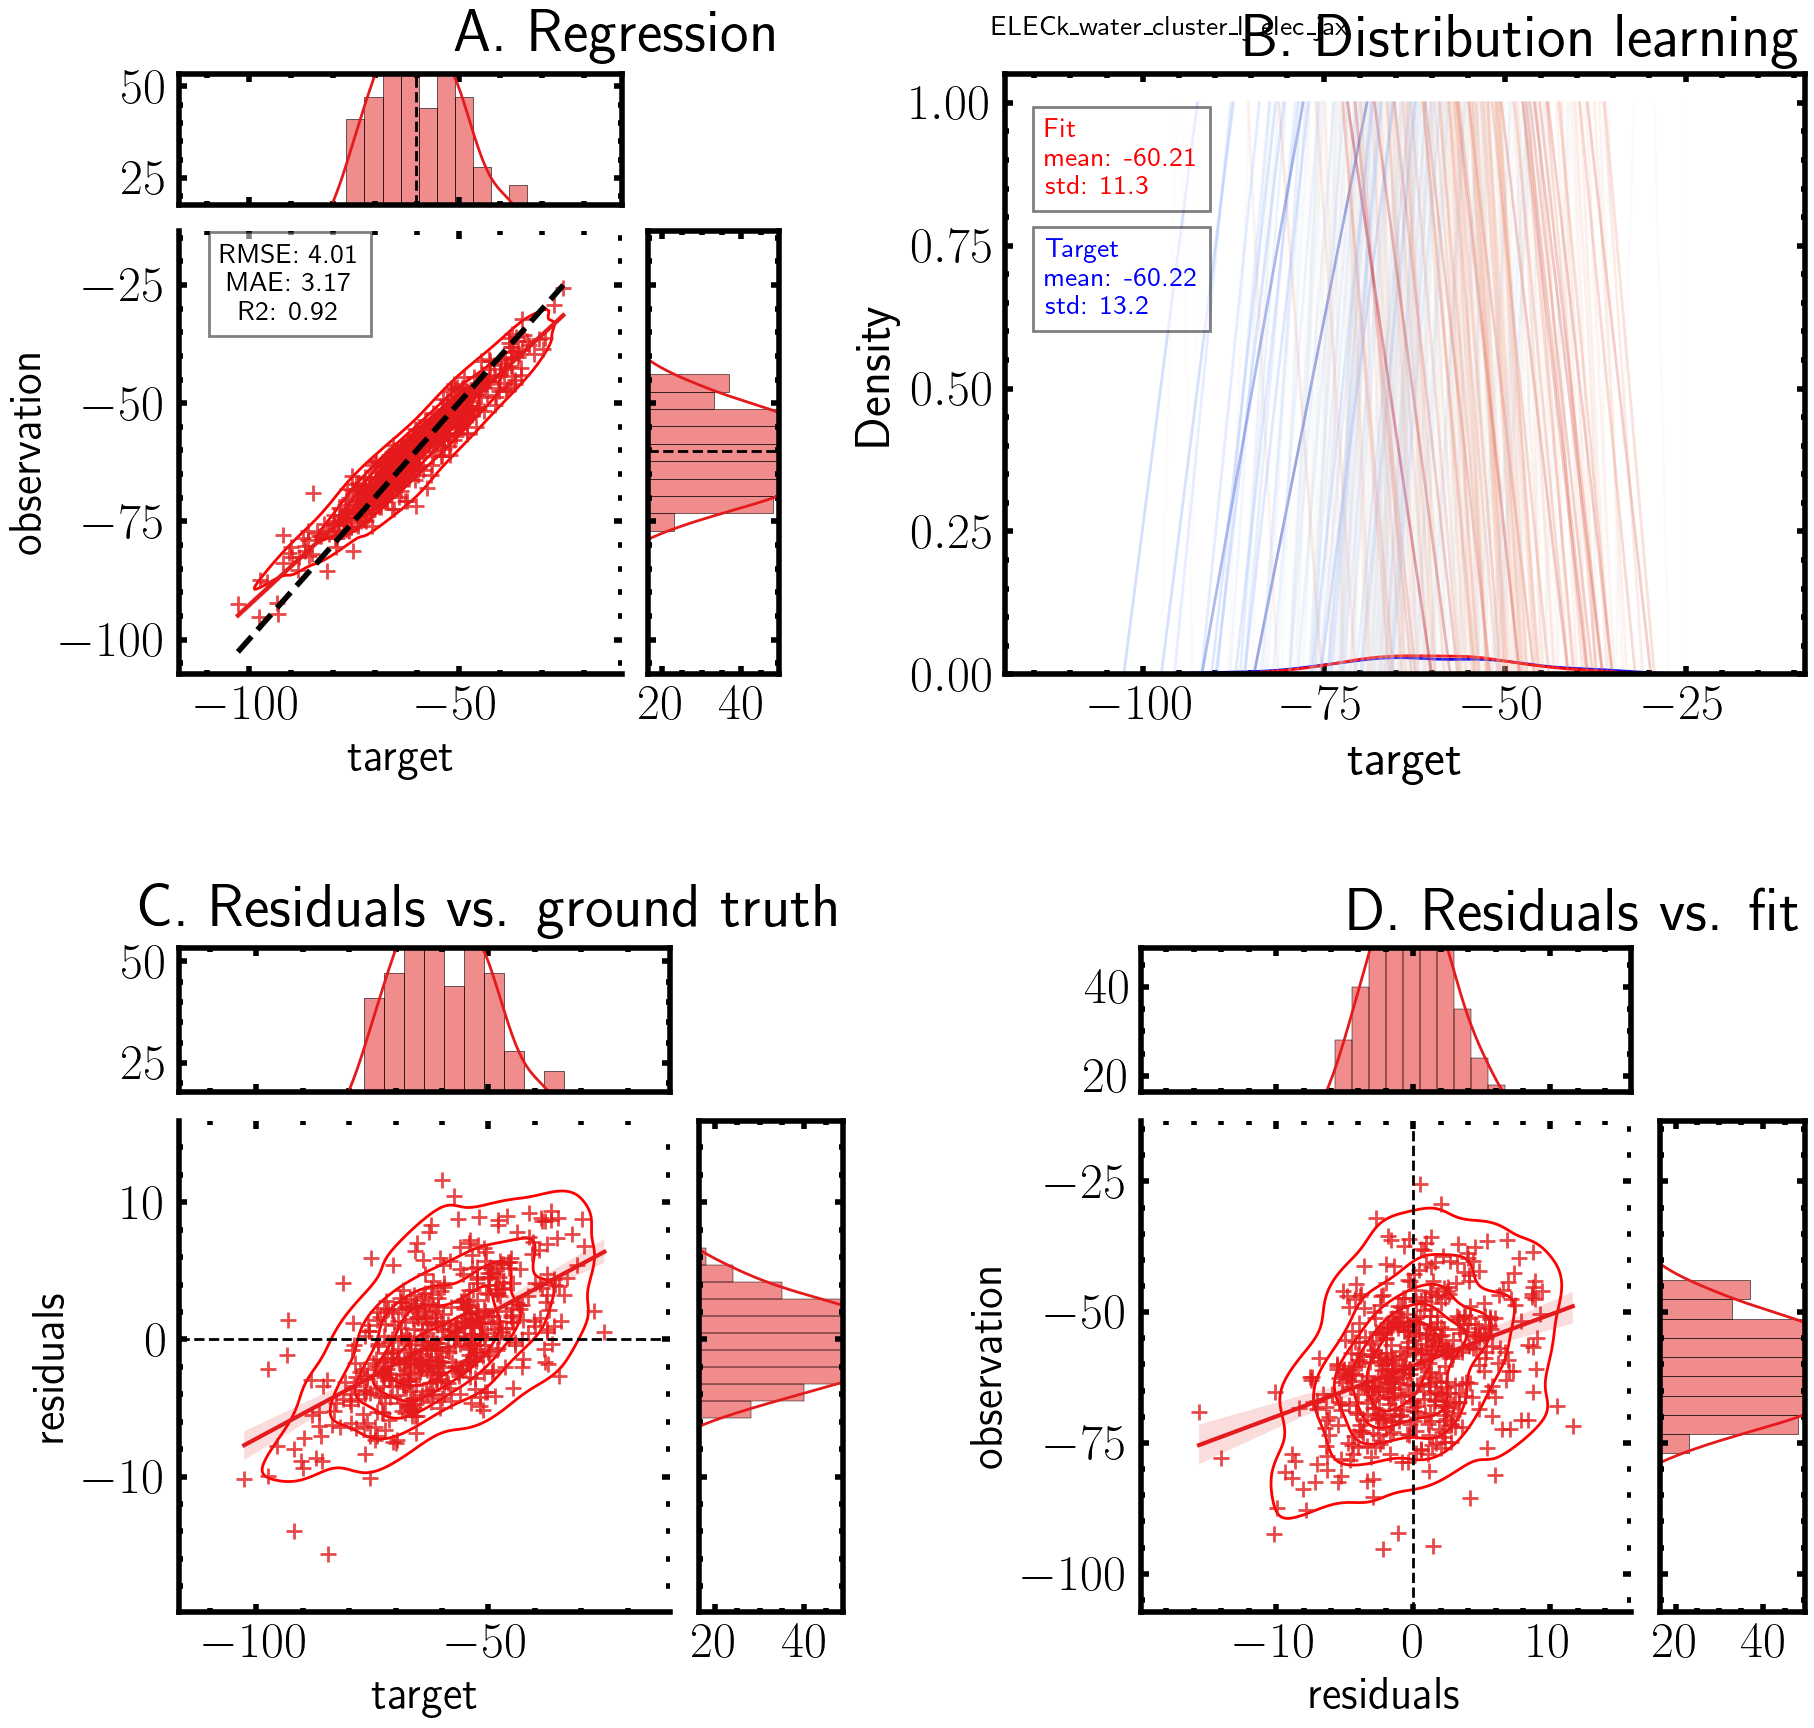 A. Regression
ELECk_water_cluster_lj_elec_jax
B. Distribution learning
50
25
RMSE: 4.01
MAE: 3.17
R2: 0.92
−25
−50
−75
−100
observation
−100
−50
target
20
40
1.00
0.75
0.50
0.25
0.00
Density
Fit
mean: -60.21
std: 11.3
Target
mean: -60.22
std: 13.2
−100
−75
−50
−25
target
C. Residuals vs. ground truth
50
25
10
0
−10
residuals
−100
−50
target
20
40
D. Residuals vs. fit
40
20
−25
−50
−75
−100
observation
−10
0
10
residuals
20
40